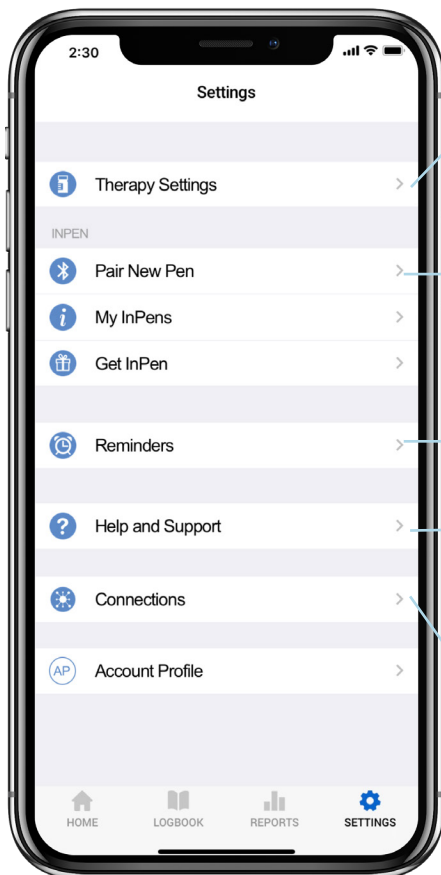 2:30
Settings
Therapy Settings
INPEN
Pair New Pen
i My InPens
Get InPen
Reminders
? Help and Support
Connections
AP Account Profile
HOME LOGBOOK REPORTS SETTINGS